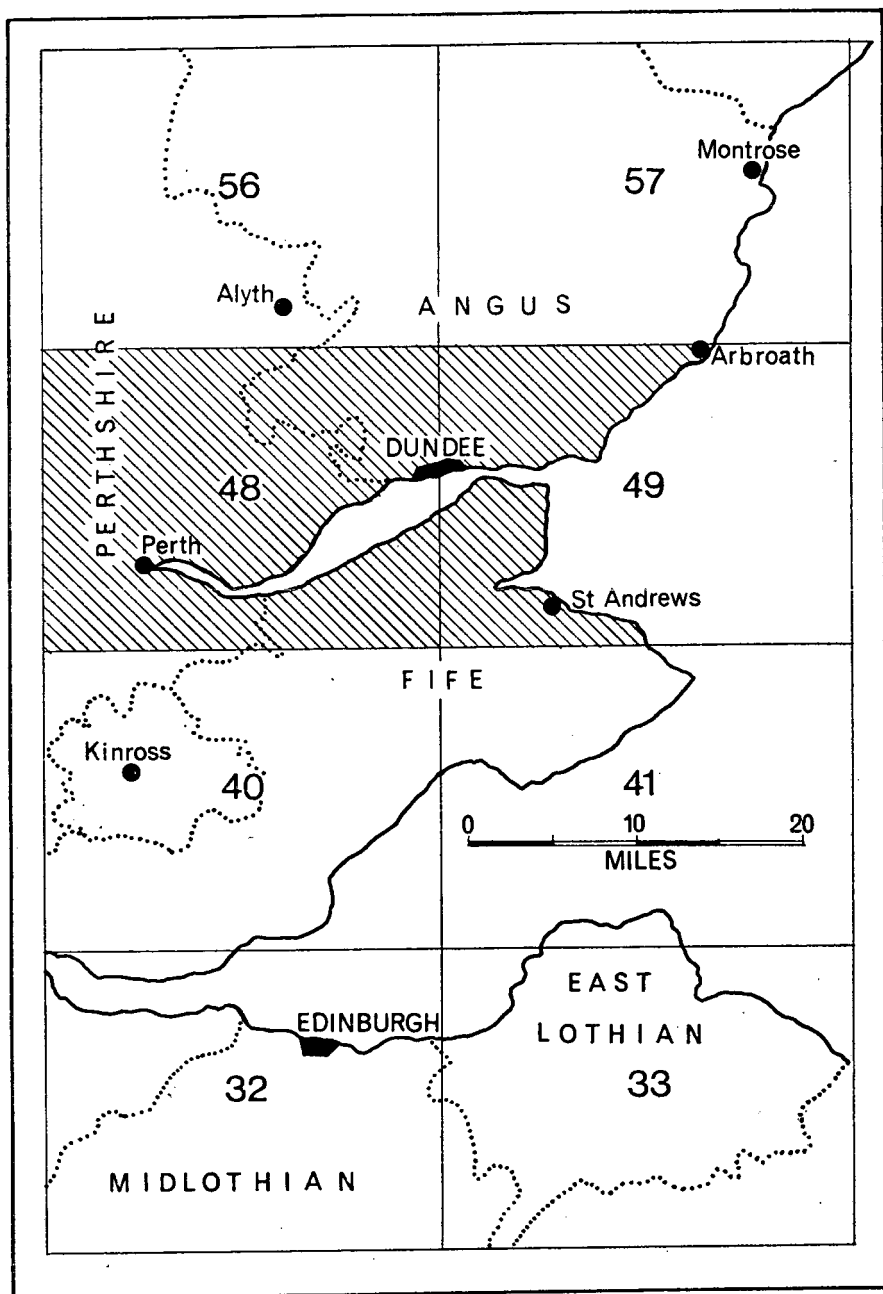 56
57
Montrose
Alyth
ANGUS
PERTHSHIRE
Arbroath
DUNDEE
48
49
Perth
St Andrews
FIFE
Kinross
40
41
0 10 20
MILES
EAST
LOTHIAN
EDINBURGH
32
33
MIDLOTHIAN